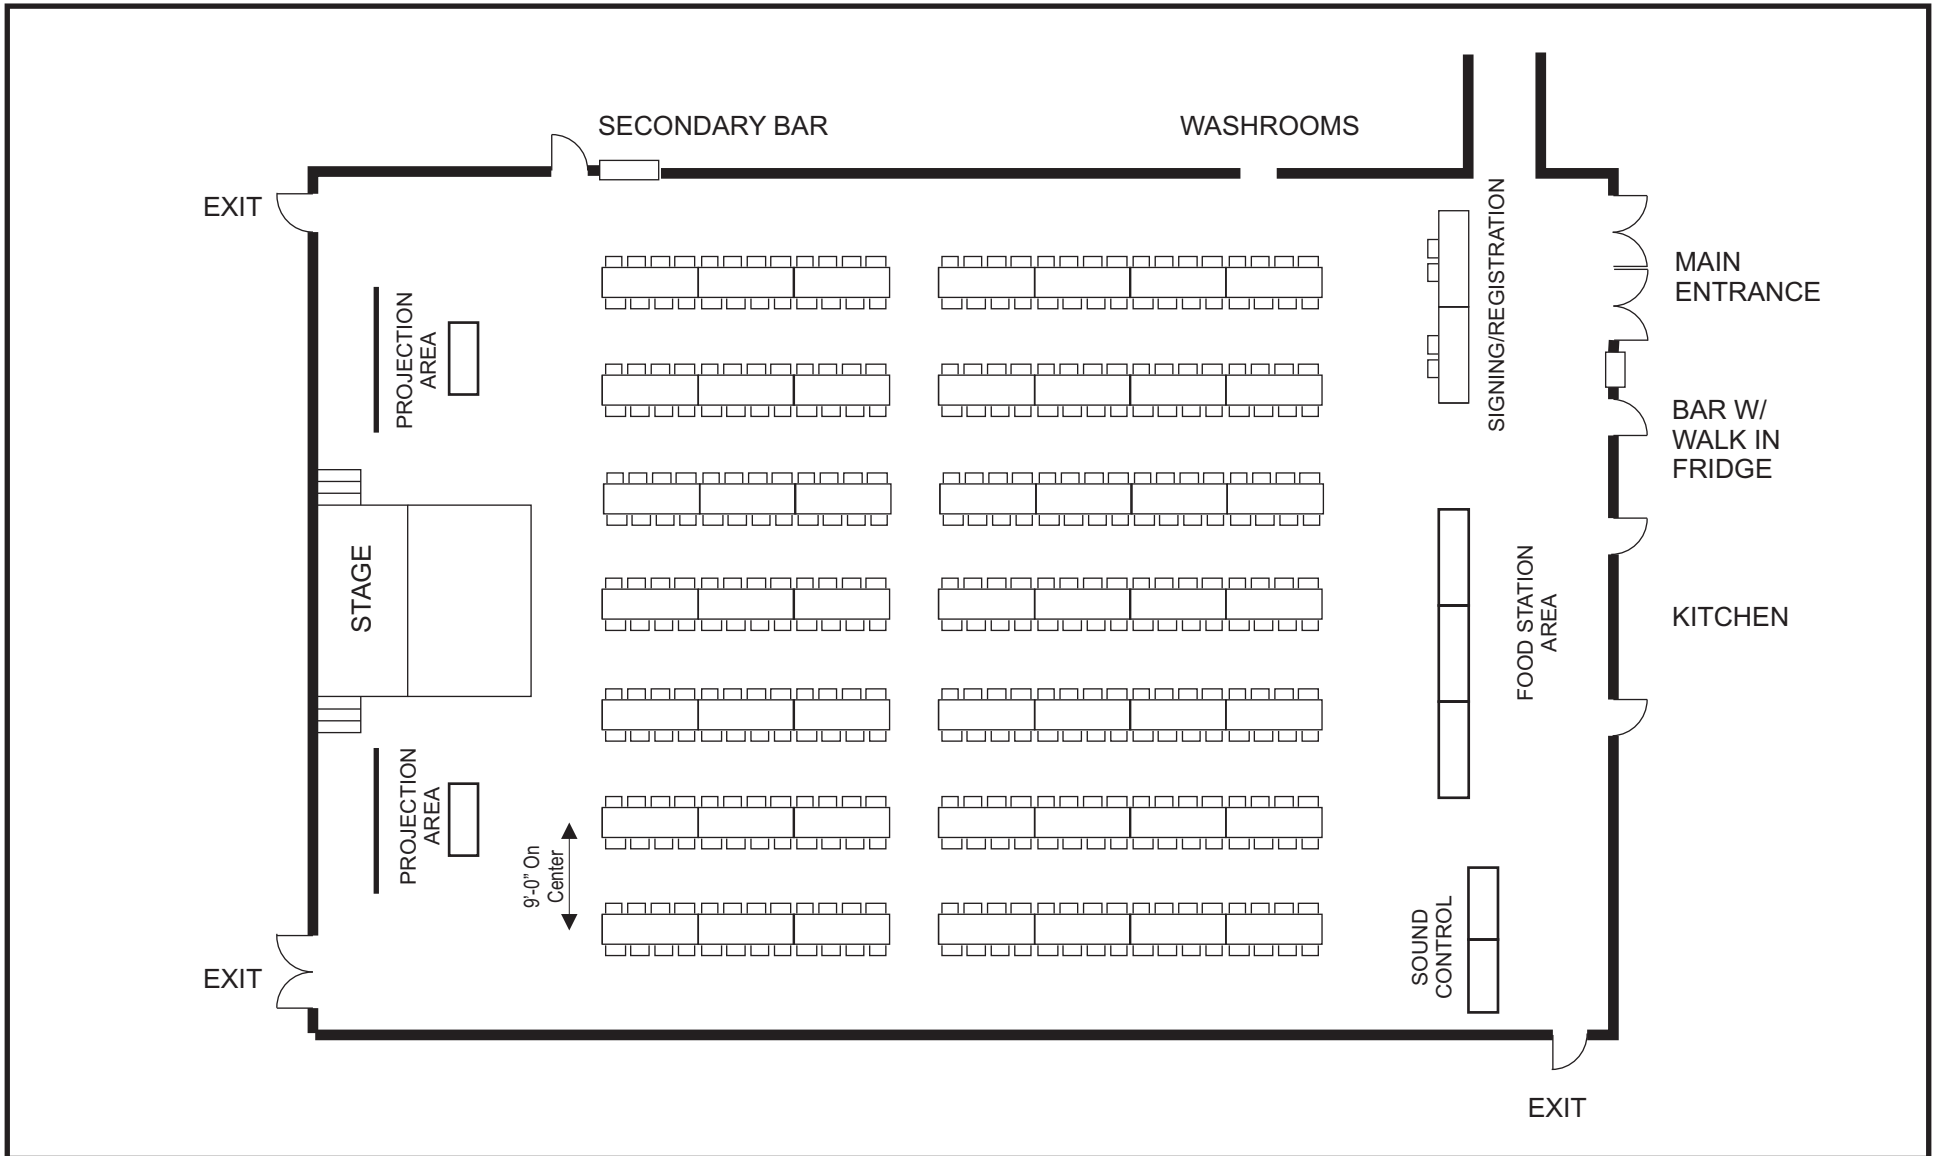 SECONDARY BAR
WASHROOMS
EXIT
SIGNING/REGISTRATION
MAIN
ENTRANCE
PROJECTION
AREA
BAR W/
WALK IN
FRIDGE
STAGE
FOOD STATION
AREA
KITCHEN
PROJECTION
AREA
9'-0" On
Center
SOUND
CONTROL
EXIT
EXIT